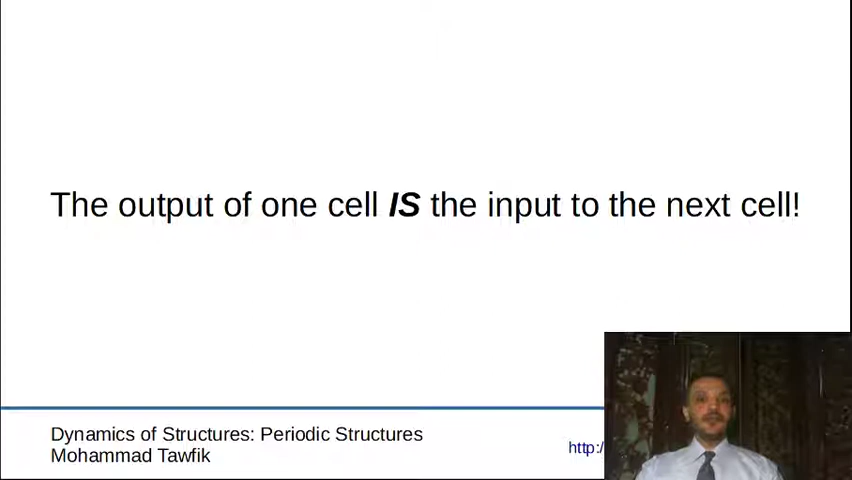 The output of one cell IS the input to the next cell!
Dynamics of Structures: Periodic Structures
Mohammad Tawfik
http:/